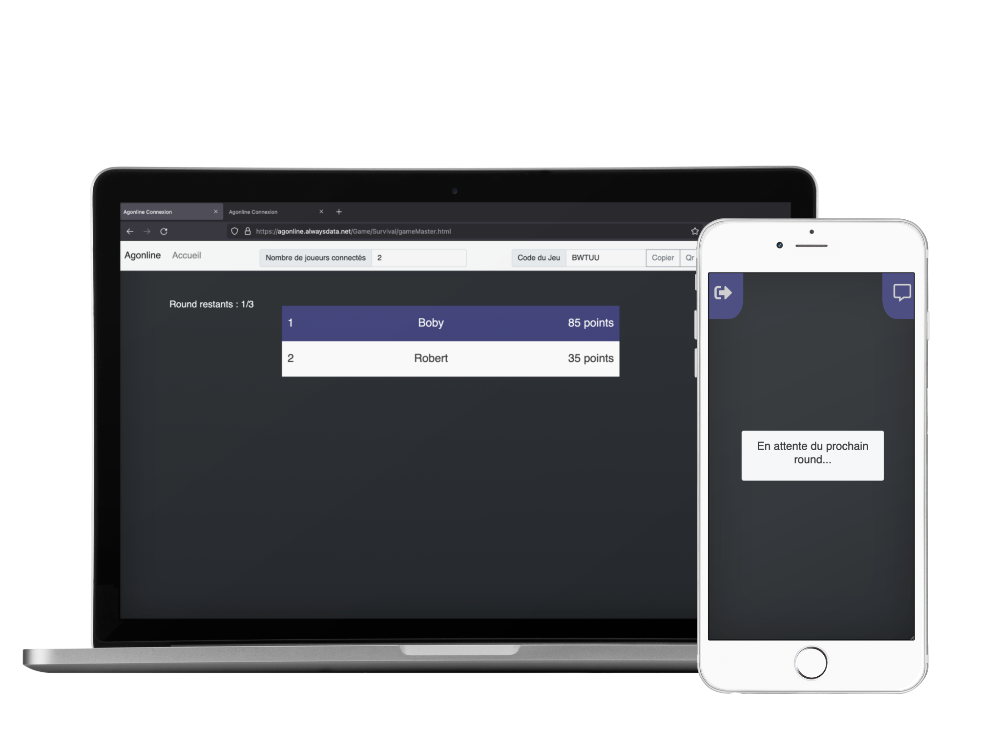 Agonline Connexion
Agonline Connexion
https://agonline.alwaysdata.net/Game/Survival/gameMaster.html
Agonline Accueil Nombre de joueurs connectés 2 Code du Jeu BWTUU Copier Qr
Round restants : 1/3
1 Boby 85 points
2 Robert 35 points
En attente du prochain
round...